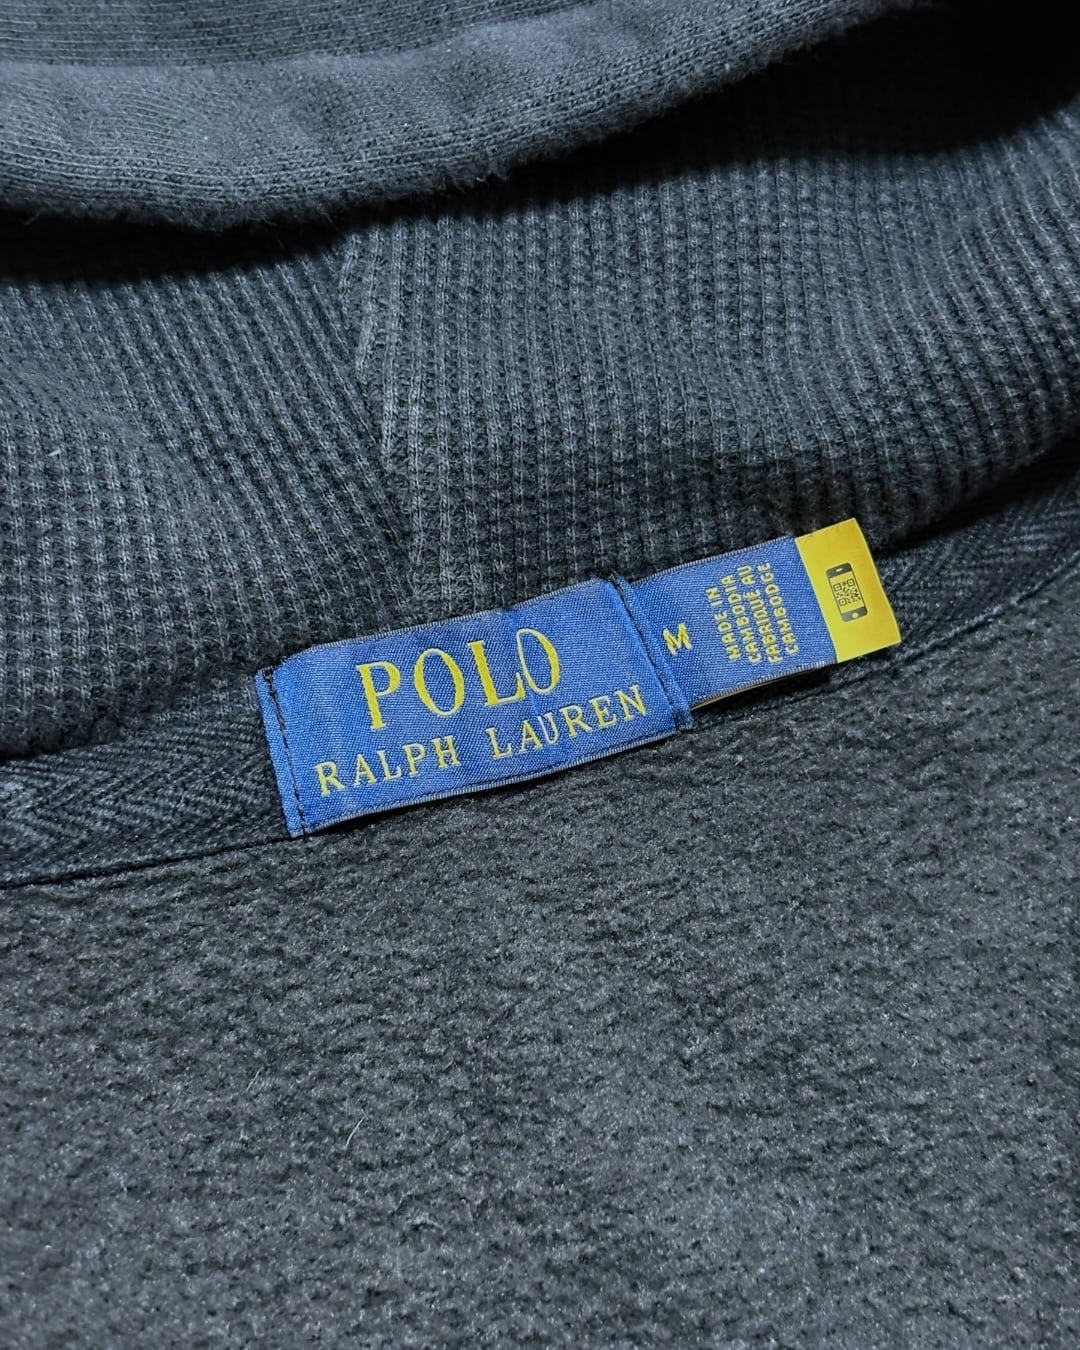 POLO
RALPH LAUREN
M
MADE IN
CAMBODIA
FABRIQUÉ AU
CAMBODGE